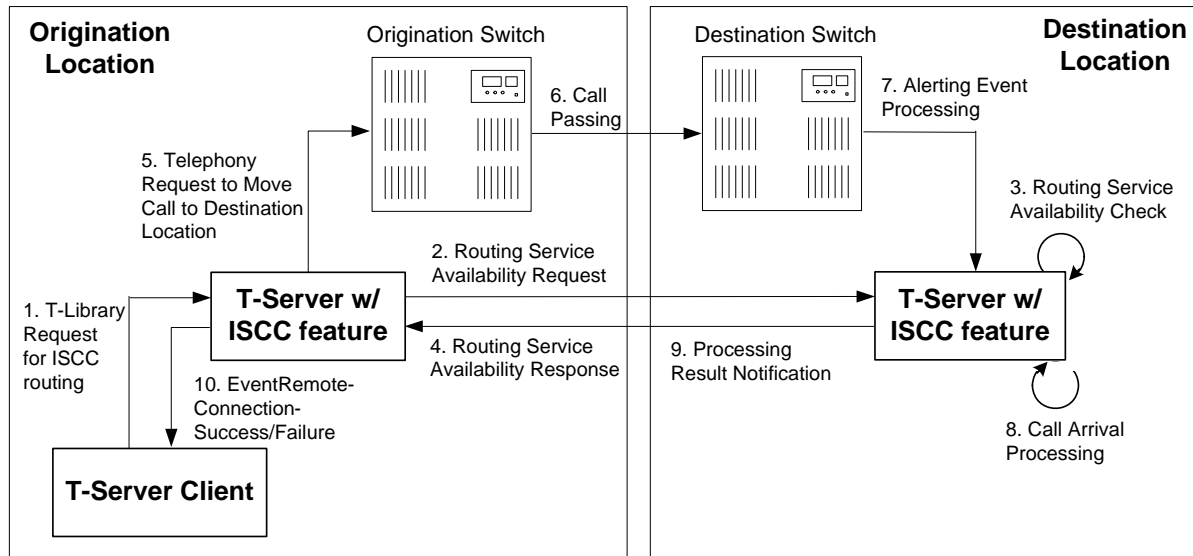 Origination
Location
Origination Switch
Destination Switch
Destination
Location
6. Call
Passing
7. Alerting Event
Processing
5. Telephony
Request to Move
Call to Destination
Location
3. Routing Service
Availability Check
2. Routing Service
Availability Request
1. T-Library
Request
for ISCC
routing
T-Server w/
ISCC feature
T-Server w/
ISCC feature
4. Routing Service
Availability Response
9. Processing
Result Notification
10. EventRemote-
Connection-
Success/Failure
8. Call Arrival
Processing
T-Server Client